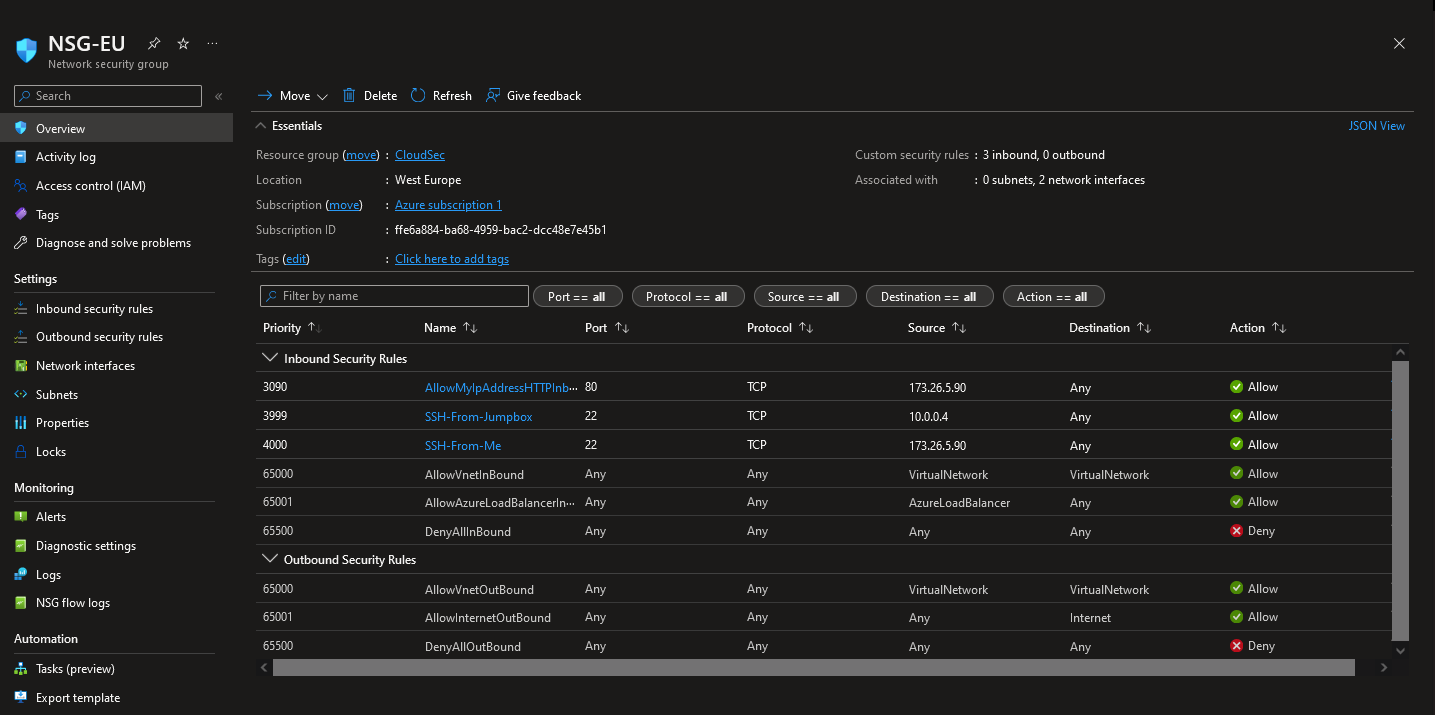 NSG-EU
Network security group
Search
«
Overview
Activity log
Access control (IAM)
Tags
Diagnose and solve problems
Settings
Inbound security rules
Outbound security rules
Network interfaces
Subnets
Properties
Locks
Monitoring
Alerts
Diagnostic settings
Logs
NSG flow logs
Automation
Tasks (preview)
Export template
Move Delete Refresh Give feedback
Essentials JSON View
Resource group (move) : CloudSec
Location : West Europe
Subscription (move) : Azure subscription 1
Subscription ID : ffe6a884-ba68-4959-bac2-dcc48e7e45b1
Tags (edit) : Click here to add tags
Custom security rules : 3 inbound, 0 outbound
Associated with : 0 subnets, 2 network interfaces
Filter by name Port == all Protocol == all Source == all Destination == all Action == all
Priority Name Port Protocol Source Destination Action
Inbound Security Rules
3090 AllowMyIpAddressHTTPInb... 80 TCP 173.26.5.90 Any Allow
3999 SSH-From-Jumpbox 22 TCP 10.0.0.4 Any Allow
4000 SSH-From-Me 22 TCP 173.26.5.90 Any Allow
65000 AllowVnetInBound Any Any VirtualNetwork VirtualNetwork Allow
65001 AllowAzureLoadBalancerIn... Any Any AzureLoadBalancer Any Allow
65500 DenyAllInBound Any Any Any Any Deny
Outbound Security Rules
65000 AllowVnetOutBound Any Any VirtualNetwork VirtualNetwork Allow
65001 AllowInternetOutBound Any Any Any Internet Allow
65500 DenyAllOutBound Any Any Any Any Deny